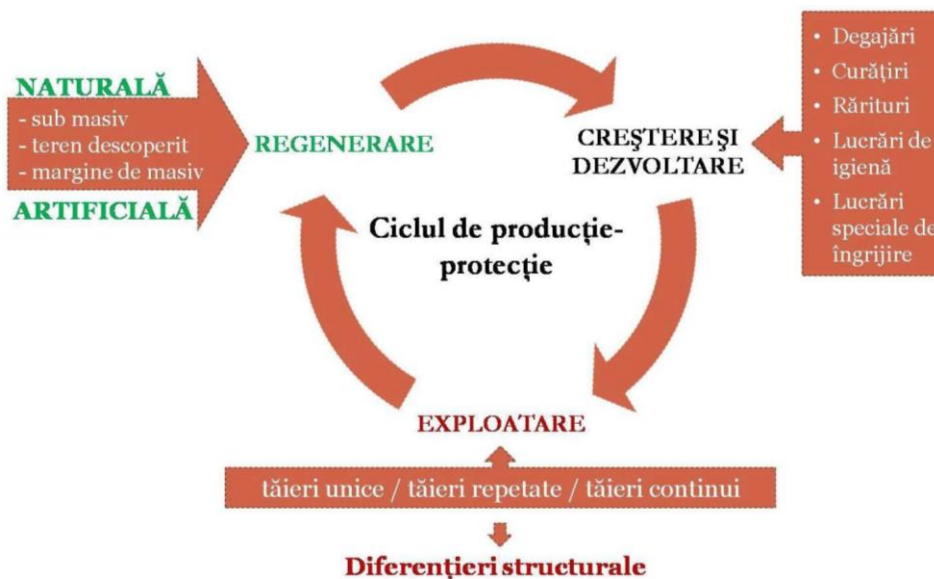 NATURALĂ
- sub masiv
- teren descoperit
- margine de masiv
ARTIFICIALĂ
REGENERARE
CREŞTERE ŞI
DEZVOLTARE
• Degajări
• Curățiri
• Rărituri
• Lucrări de
igienă
• Lucrări
speciale de
îngrijire
Ciclul de producție-
protecție
EXPLOATARE
tăieri unice / tăieri repetate / tăieri continui
Diferențieri structurale